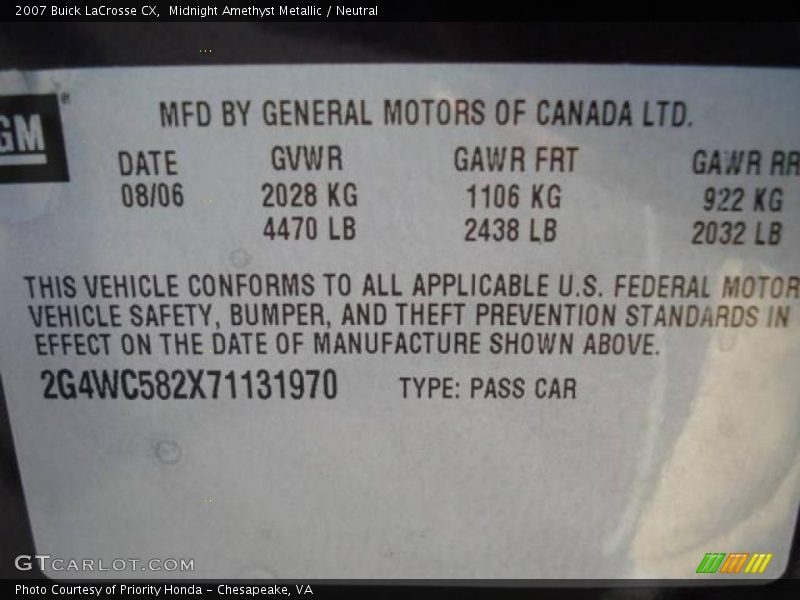 2007 Buick LaCrosse CX, Midnight Amethyst Metallic / Neutral
GM
MFD BY GENERAL MOTORS OF CANADA LTD.
DATE GVWR GAWR FRT GAWR RR
08/06 2028 KG 1106 KG 922 KG
4470 LB 2438 LB 2032 LB
THIS VEHICLE CONFORMS TO ALL APPLICABLE U.S. FEDERAL MOTOR
VEHICLE SAFETY, BUMPER, AND THEFT PREVENTION STANDARDS IN
EFFECT ON THE DATE OF MANUFACTURE SHOWN ABOVE.
2G4WC582X71131970 TYPE: PASS CAR
GTCARLOT.COM
Photo Courtesy of Priority Honda - Chesapeake, VA